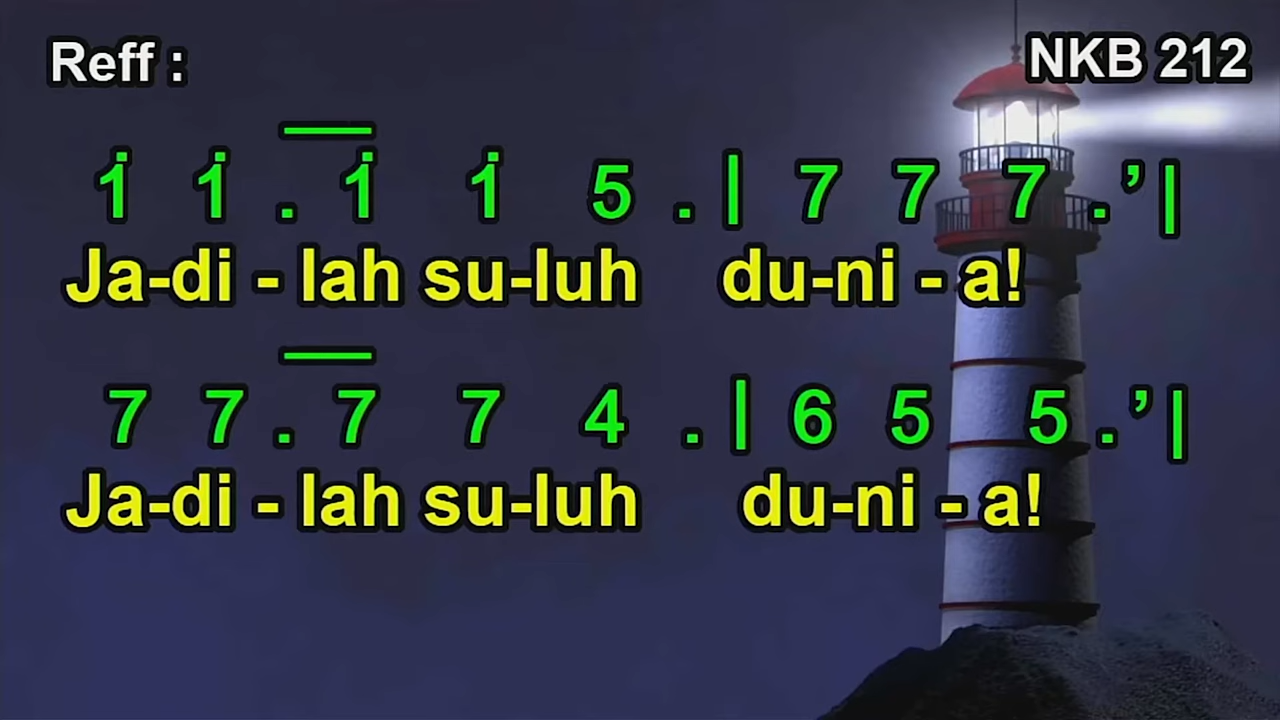 Reff : NKB 212
1̇ 1̇ . 1̇ 1̇ 5 . | 7 7 7 .’ |
Ja-di - lah su-luh du-ni - a!
7 7 . 7 7 4 . | 6 5 5 .’ |
Ja-di - lah su-luh du-ni - a!